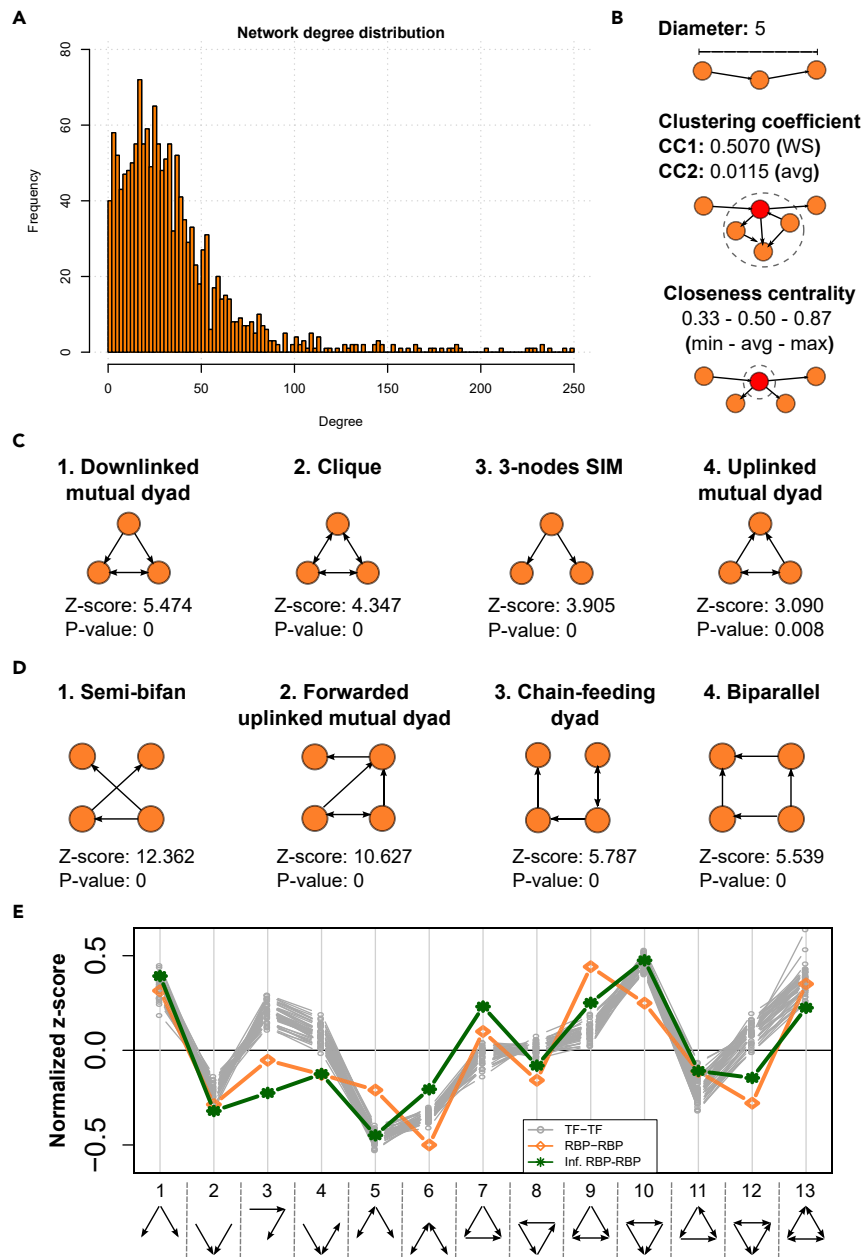 A
Network degree distribution
80
60
40
20
0
Frequency
0
50
100
150
200
250
Degree
B
Diameter: 5
Clustering coefficient
CC1: 0.5070 (WS)
CC2: 0.0115 (avg)
Closeness centrality
0.33 - 0.50 - 0.87
(min - avg - max)
C
1. Downlinked
mutual dyad
Z-score: 5.474
P-value: 0
2. Clique
Z-score: 4.347
P-value: 0
3. 3-nodes SIM
Z-score: 3.905
P-value: 0
4. Uplinked
mutual dyad
Z-score: 3.090
P-value: 0.008
D
1. Semi-bifan
Z-score: 12.362
P-value: 0
2. Forwarded
uplinked mutual dyad
Z-score: 10.627
P-value: 0
3. Chain-feeding
dyad
Z-score: 5.787
P-value: 0
4. Biparallel
Z-score: 5.539
P-value: 0
E
Normalized z-score
0.5
0.0
−0.5
TF−TF
RBP−RBP
Inf. RBP-RBP
1 2 3 4 5 6 7 8 9 10 11 12 13